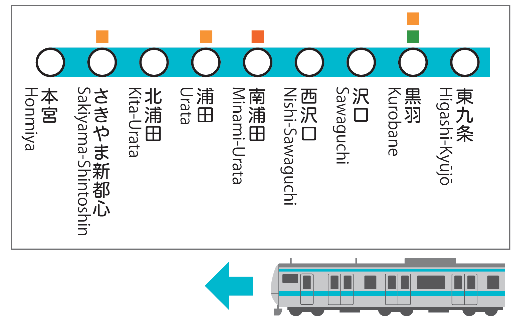 本宮
Honmiya
さきやま新都心
Sakiyama-Shintoshin
北浦田
Kita-Urata
浦田
Urata
南浦田
Minami-Urata
西沢口
Nishi-Sawaguchi
沢口
Sawaguchi
黒羽
Kurobane
東九条
Higashi-Kyūjō